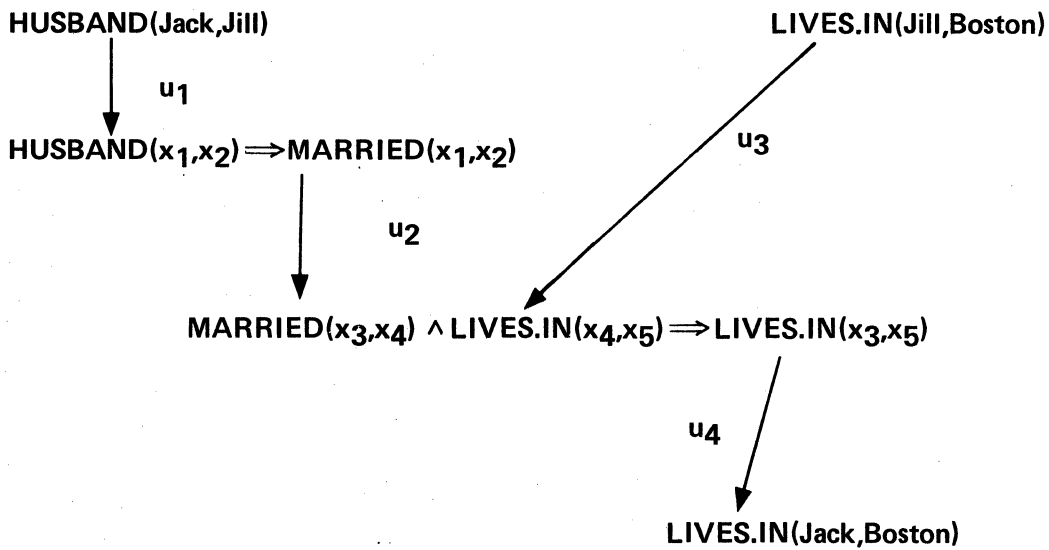 HUSBAND(Jack,Jill) LIVES.IN(Jill,Boston)
u1
HUSBAND(x1,x2)⟹MARRIED(x1,x2)
u3
u2
MARRIED(x3,x4) ∧ LIVES.IN(x4,x5)⟹LIVES.IN(x3,x5)
u4
LIVES.IN(Jack,Boston)